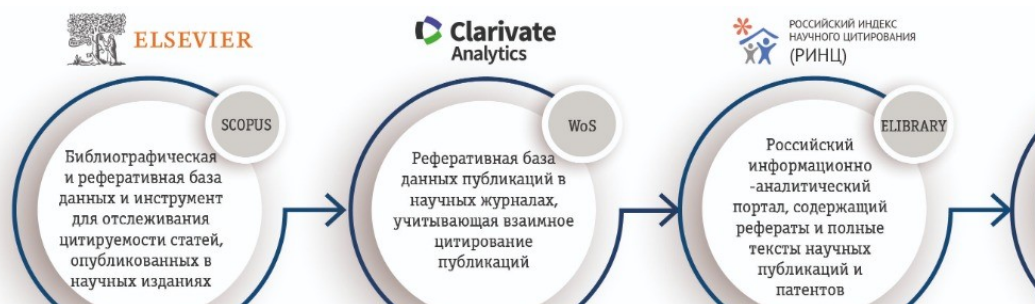 ELSEVIER
SCOPUS
Библиографическая
и реферативная база
данных и инструмент
для отслеживания
цитируемости статей,
опубликованных в
научных изданиях
Clarivate
Analytics
WoS
Реферативная база
данных публикаций в
научных журналах,
учитывающая взаимное
цитирование
публикаций
РОССИЙСКИЙ ИНДЕКС
НАУЧНОГО ЦИТИРОВАНИЯ
(РИНЦ)
ELIBRARY
Российский
информационно
-аналитический
портал, содержащий
рефераты и полные
тексты научных
публикаций и
патентов